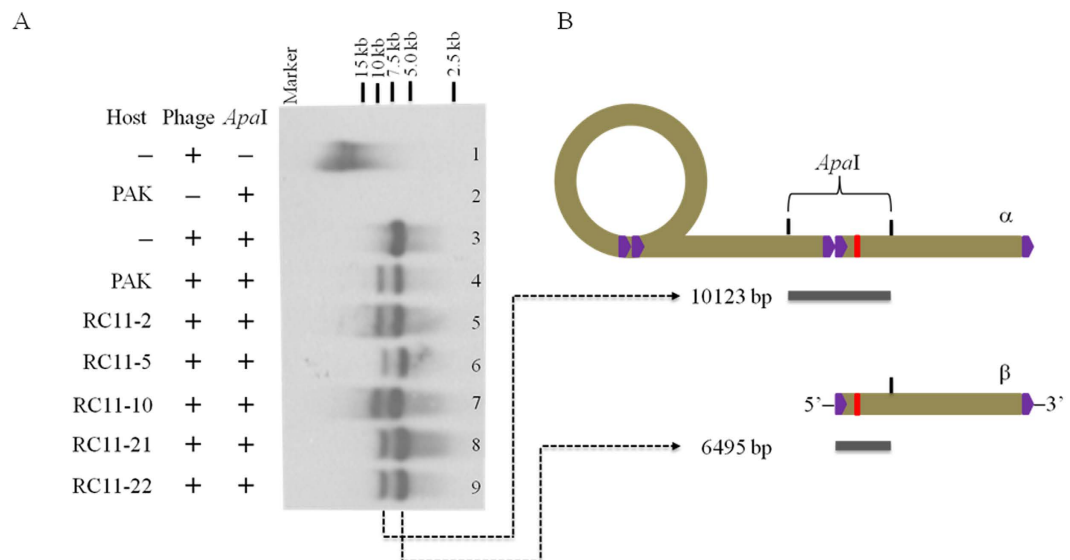 A
B
Marker
15 kb
10 kb
7.5 kb
5.0 kb
2.5 kb
Host Phage ApaI
– + – 1
PAK – + 2
– + + 3
PAK + + 4
RC11-2 + + 5
RC11-5 + + 6
RC11-10 + + 7
RC11-21 + + 8
RC11-22 + + 9
ApaI
α
10123 bp
β
5’ 3’
6495 bp